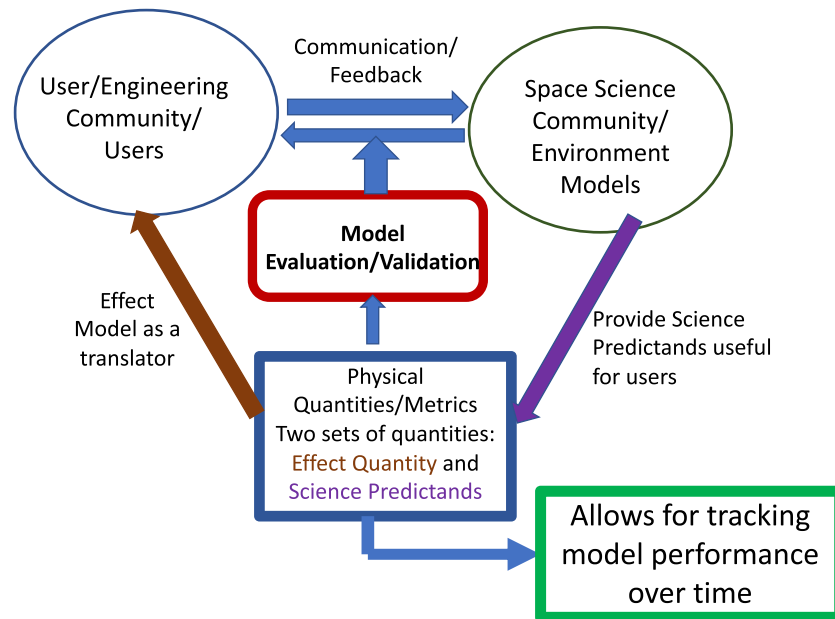 Communication/
Feedback
User/Engineering
Community/
Users
Space Science
Community/
Environment
Models
Model
Evaluation/Validation
Effect
Model as a
translator
Provide Science
Predictands useful
for users
Physical
Quantities/Metrics
Two sets of quantities:
Effect Quantity and
Science Predictands
Allows for tracking
model performance
over time